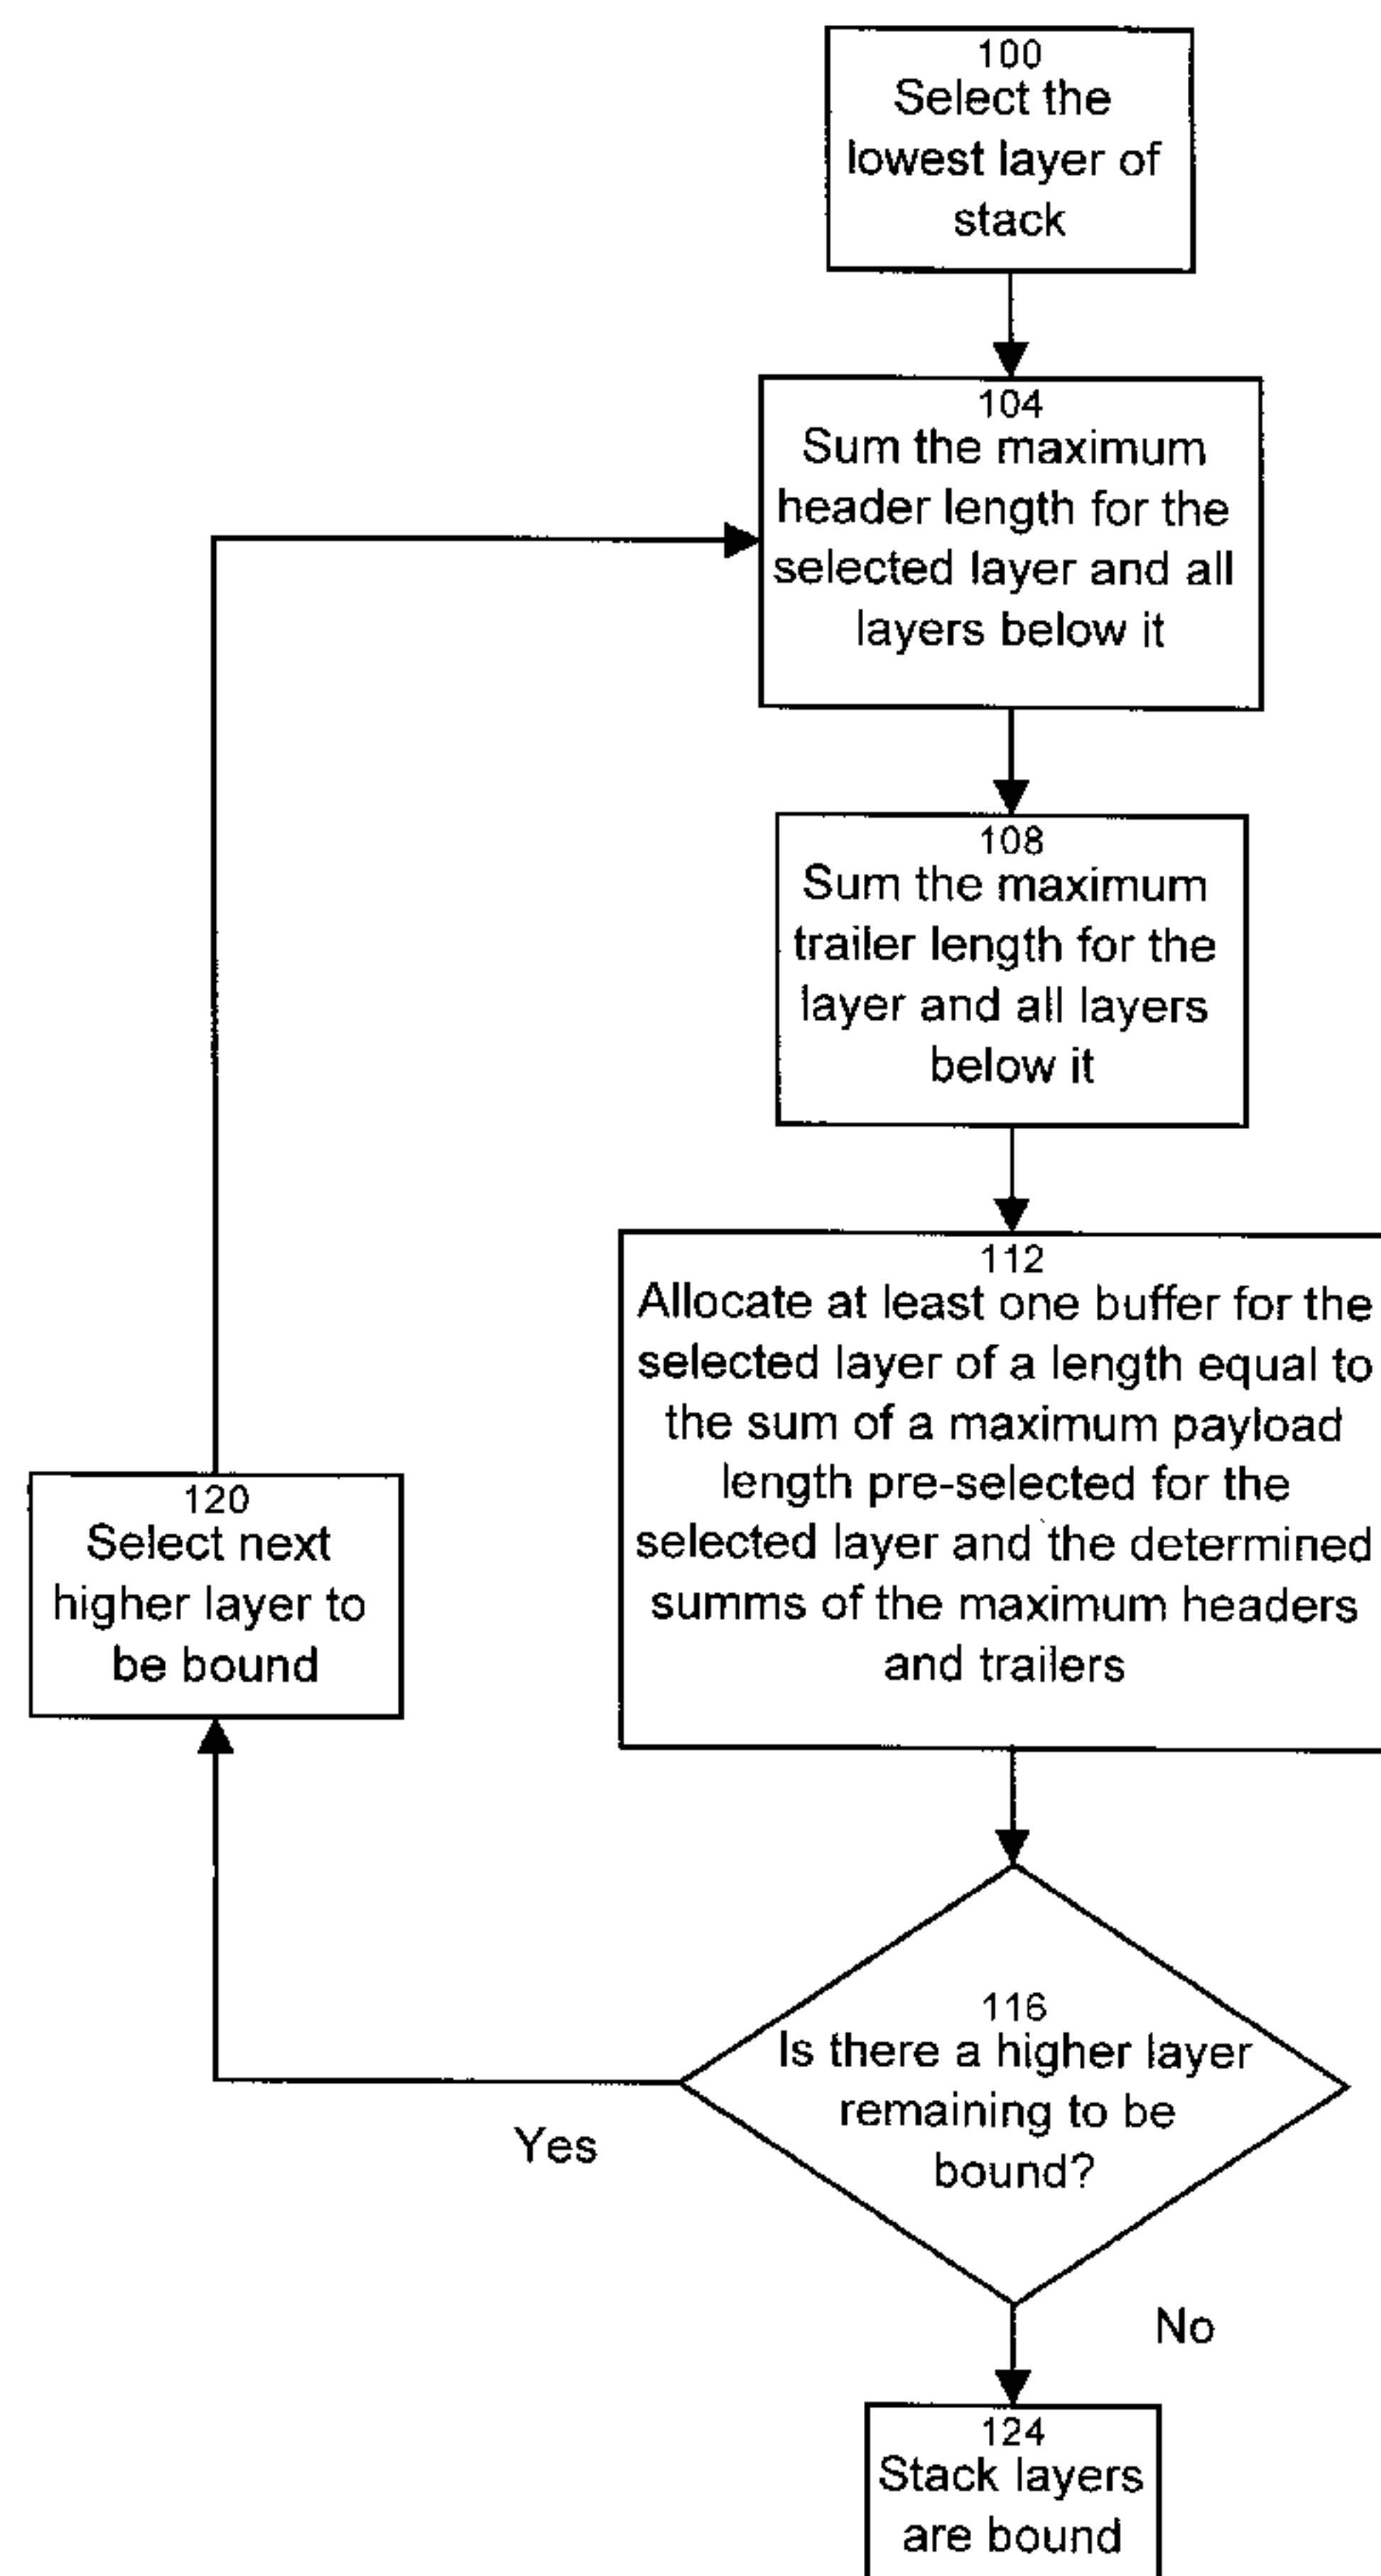 100
Select the
lowest layer of
stack
104
Sum the maximum
header length for the
selected layer and all
layers below it
108
Sum the maximum
trailer length for the
layer and all layers
below it
112
Allocate at least one buffer for the
selected layer of a length equal to
the sum of a maximum payload
length pre-selected for the
selected layer and the determined
summs of the maximum headers
and trailers
120
Select next
higher layer to
be bound
116
Is there a higher layer
remaining to be
bound?
Yes
No
124
Stack layers
are bound